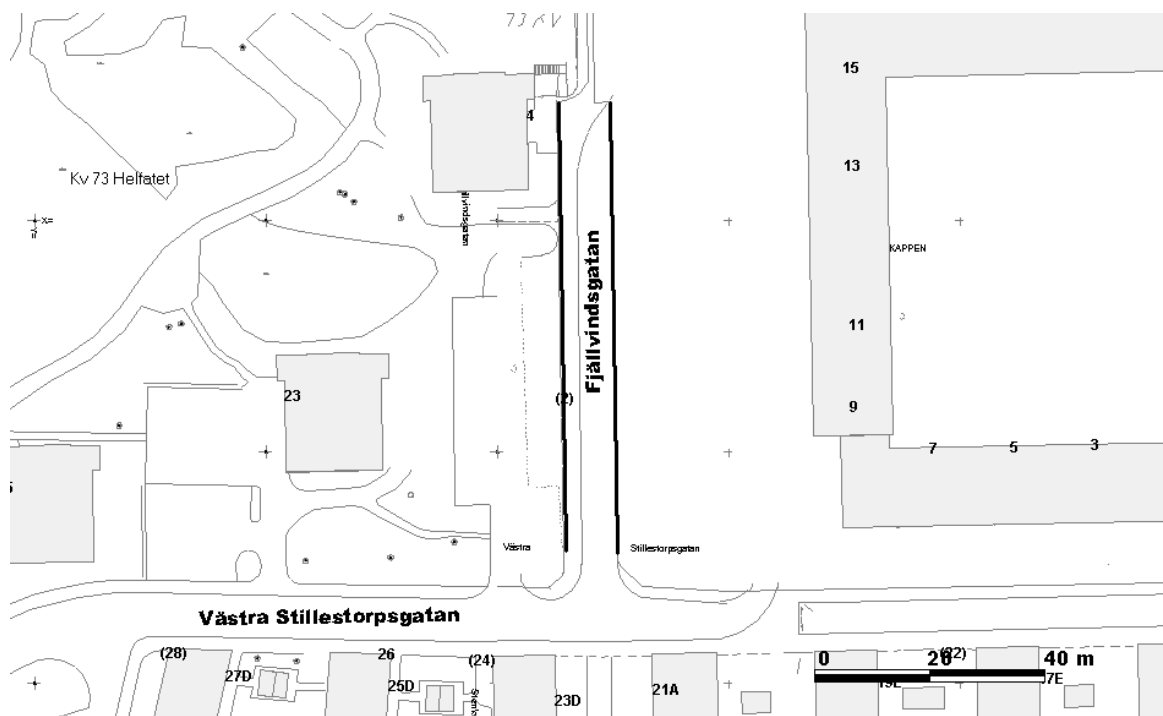 73 KV
15
4
13
Kv 73 Helfatet
X=
Y=
Fjällvindsgatan
KAPPEN
11
(2)
23
9
7 5 3
Västra Stillestorpsgatan
Västra Stillestorpsgatan
(28) 26 (24)
0 20 40 m
27D 25D 23D 21A